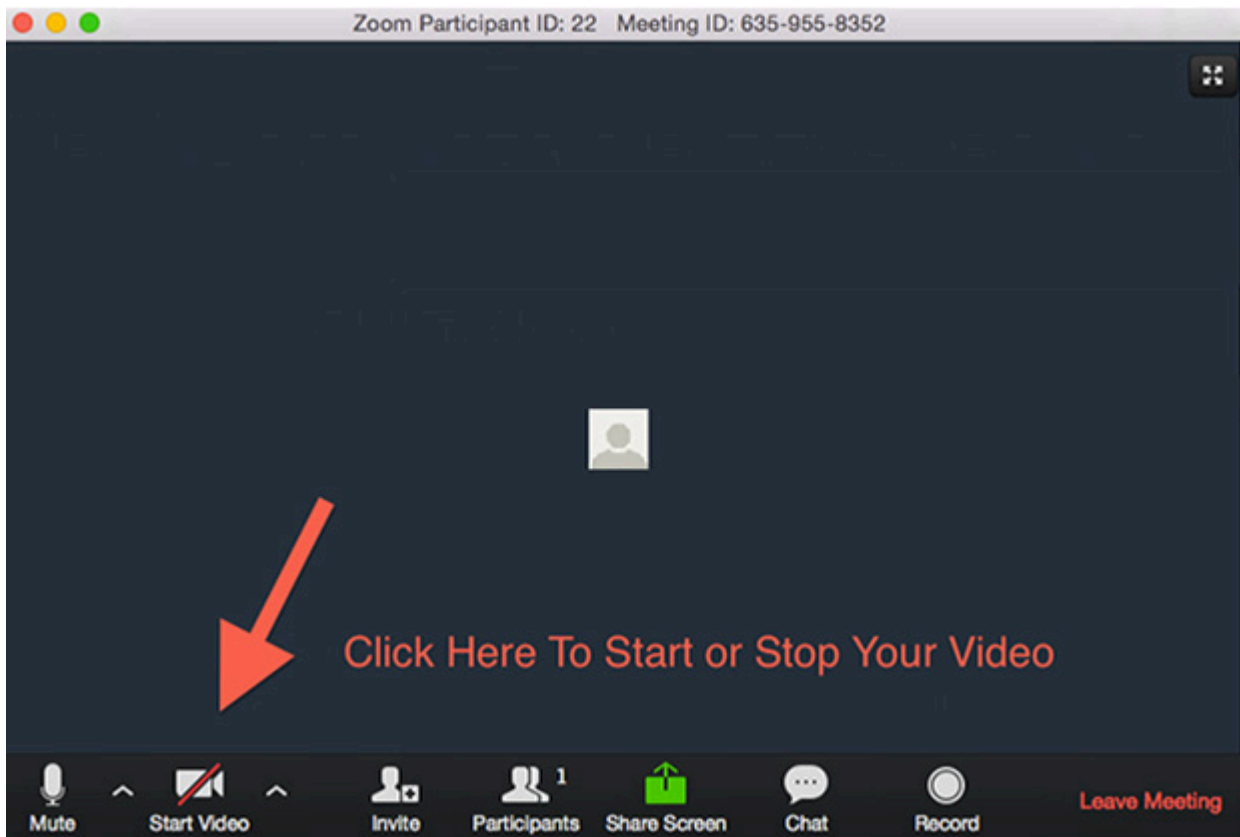 Zoom Participant ID: 22 Meeting ID: 635-955-8352
Click Here To Start or Stop Your Video
1
Mute Start Video Invite Participants Share Screen Chat Record Leave Meeting